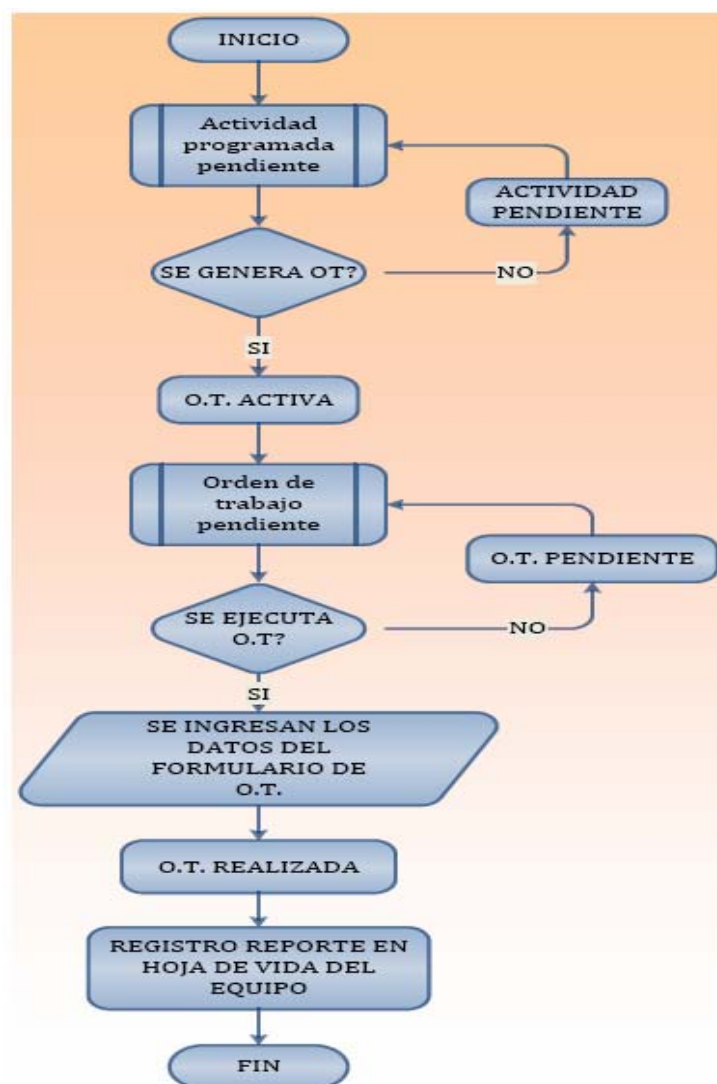 INICIO
Actividad
programada
pendiente
ACTIVIDAD
PENDIENTE
SE GENERA OT?
NO
SI
O.T. ACTIVA
Orden de
trabajo
pendiente
O.T. PENDIENTE
SE EJECUTA
O.T?
NO
SI
SE INGRESAN LOS
DATOS DEL
FORMULARIO DE
O.T.
O.T. REALIZADA
REGISTRO REPORTE EN
HOJA DE VIDA DEL
EQUIPO
FIN